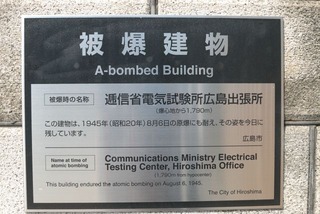 被爆建物
A-bombed Building
被爆時の名称 逓信省電気試験所広島出張所
(爆心地から1,790m)
この建物は、1945年(昭和20年)8月6日の原爆にも耐え、その姿を今日に
残しています。
広島市
Name at time of atomic bombing
Communications Ministry Electrical
Testing Center, Hiroshima Office
(1,790m from hypocenter)
This building endured the atomic bombing on August 6, 1945.
The City of Hiroshima